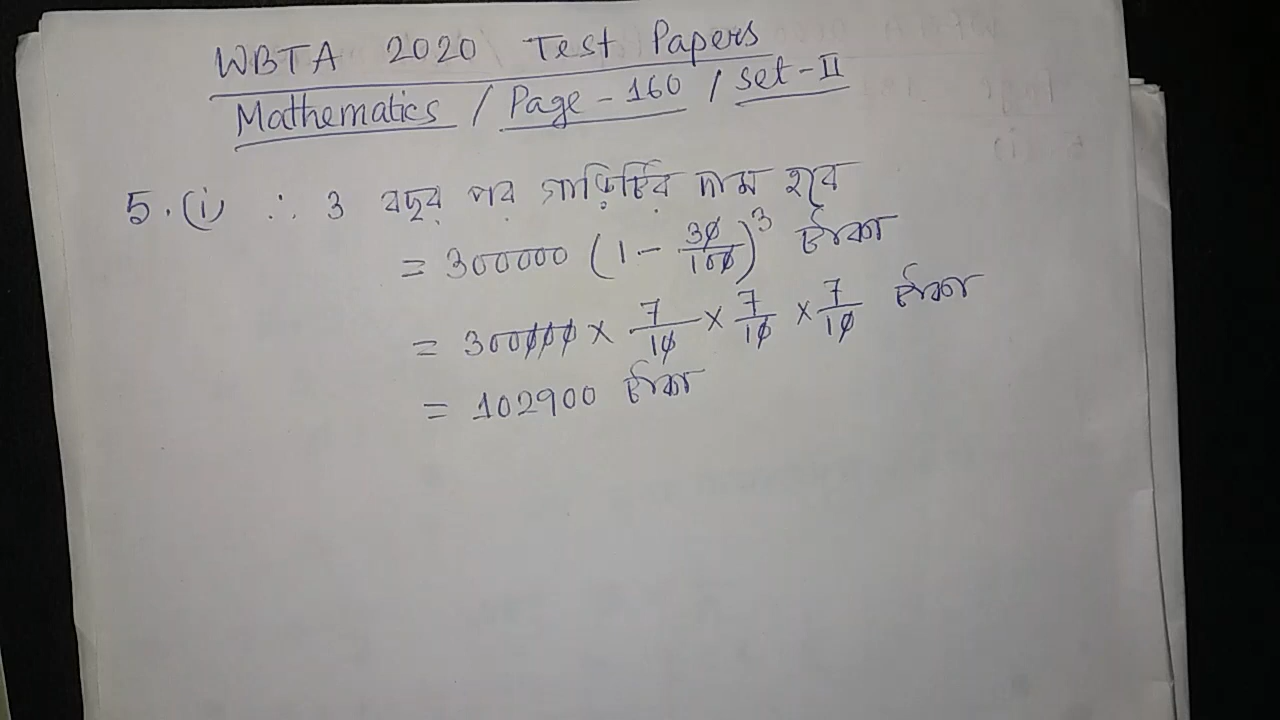 WBTA 2020 Test Papers
Mathematics / Page - 160 / Set - II
5. (i) ∴ 3 বছর পর গাড়িটির দাম হবে
= 300000 (1 - 30/100)^3 টাকা
= 300000 × 7/10 × 7/10 × 7/10 টাকা
= 102900 টাকা